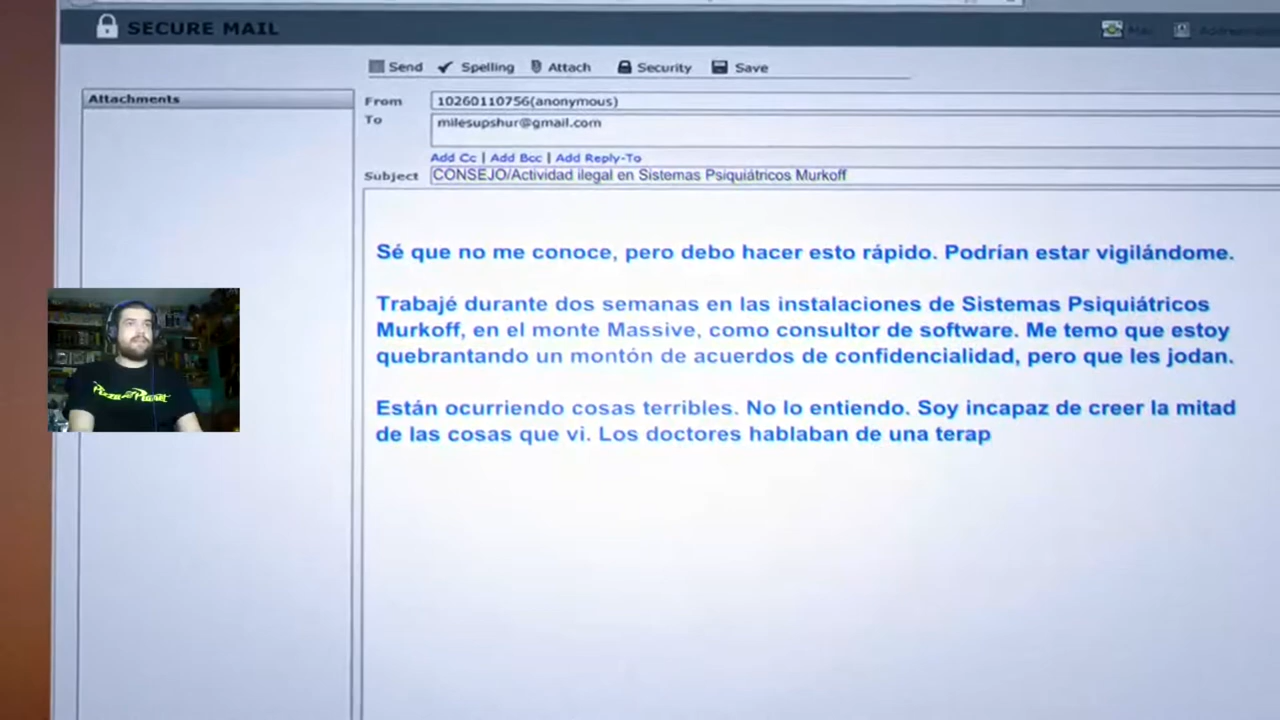 SECURE MAIL
Send Spelling Attach Security Save
Attachments
From 10260110756(anonymous)
To milesupshur@gmail.com
Add Cc | Add Bcc | Add Reply-To
Subject CONSEJO/Actividad ilegal en Sistemas Psiquiátricos Murkoff
Sé que no me conoce, pero debo hacer esto rápido. Podrían estar vigilándome.
Trabajé durante dos semanas en las instalaciones de Sistemas Psiquiátricos
Murkoff, en el monte Massive, como consultor de software. Me temo que estoy
quebrantando un montón de acuerdos de confidencialidad, pero que les jodan.
Están ocurriendo cosas terribles. No lo entiendo. Soy incapaz de creer la mitad
de las cosas que vi. Los doctores hablaban de una terap
Pizza Planet